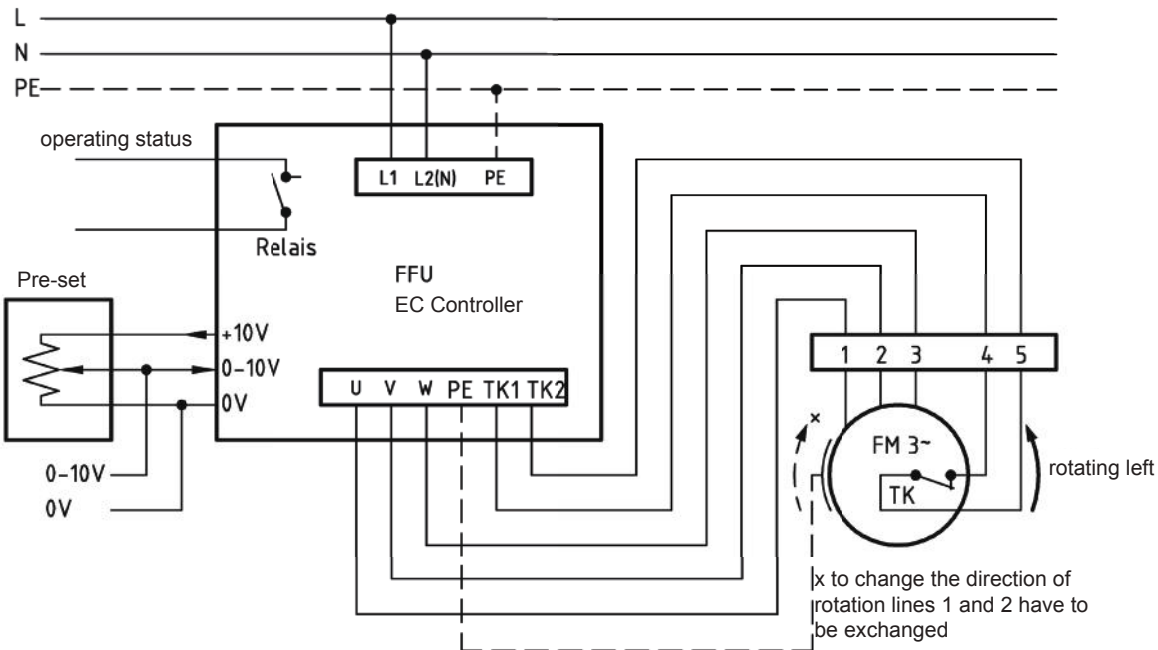 L
N
PE
operating status
L1 L2(N) PE
Relais
FFU
EC Controller
Pre-set
+10V
0-10V
0V
U V W PE TK1 TK2
0-10V
0V
1 2 3 4 5
x
FM 3~
TK
rotating left
x to change the direction of
rotation lines 1 and 2 have to
be exchanged